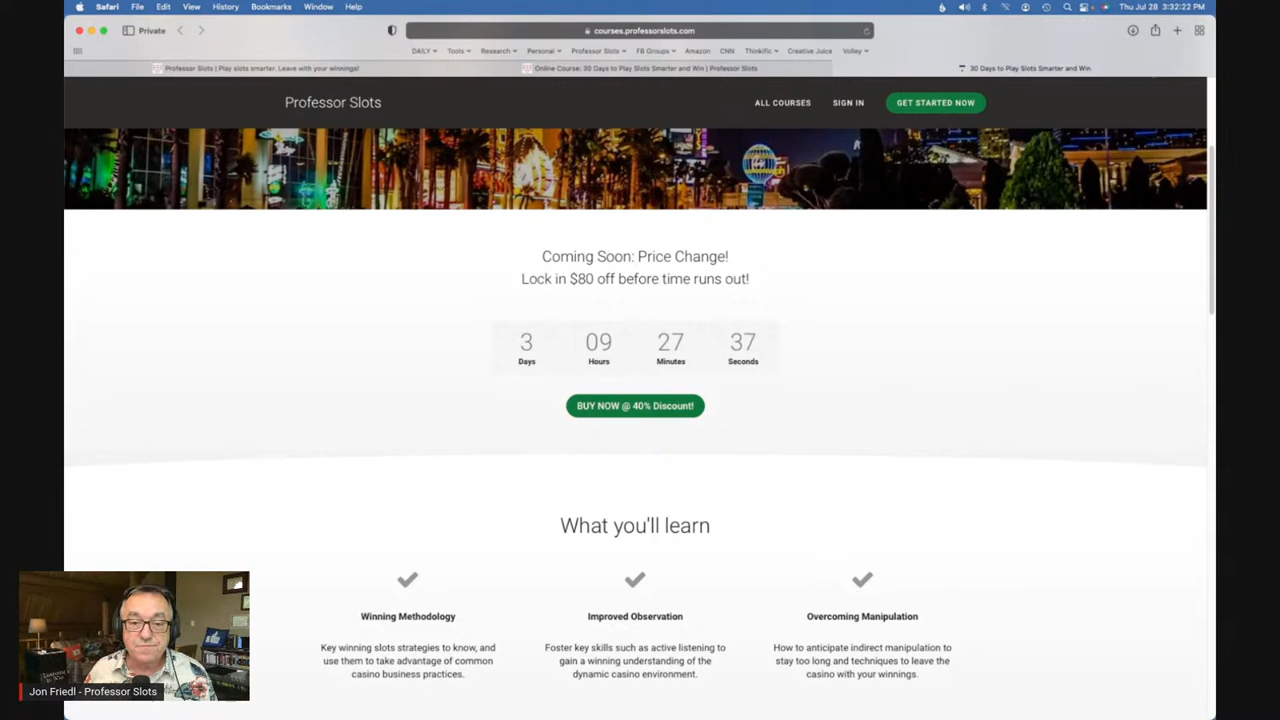 Safari File Edit View History Bookmarks Window Help
Thu Jul 28 3:32:22 PM
Private
courses.professorslots.com
DAILY Tools Research Personal Professor Slots FB Groups Amazon CNN Thinkific Creative Juice Volley
Professor Slots | Play slots smarter. Leave with your winnings!
Online Course: 30 Days to Play Slots Smarter and Win | Professor Slots
30 Days to Play Slots Smarter and Win
Professor Slots
ALL COURSES
SIGN IN
GET STARTED NOW
Coming Soon: Price Change!
Lock in $80 off before time runs out!
3 09 27 37
Days Hours Minutes Seconds
BUY NOW @ 40% Discount!
What you'll learn
Winning Methodology
Key winning slots strategies to know, and
use them to take advantage of common
casino business practices.
Improved Observation
Foster key skills such as active listening to
gain a winning understanding of the
dynamic casino environment.
Overcoming Manipulation
How to anticipate indirect manipulation to
stay too long and techniques to leave the
casino with your winnings.
Jon Friedl - Professor Slots